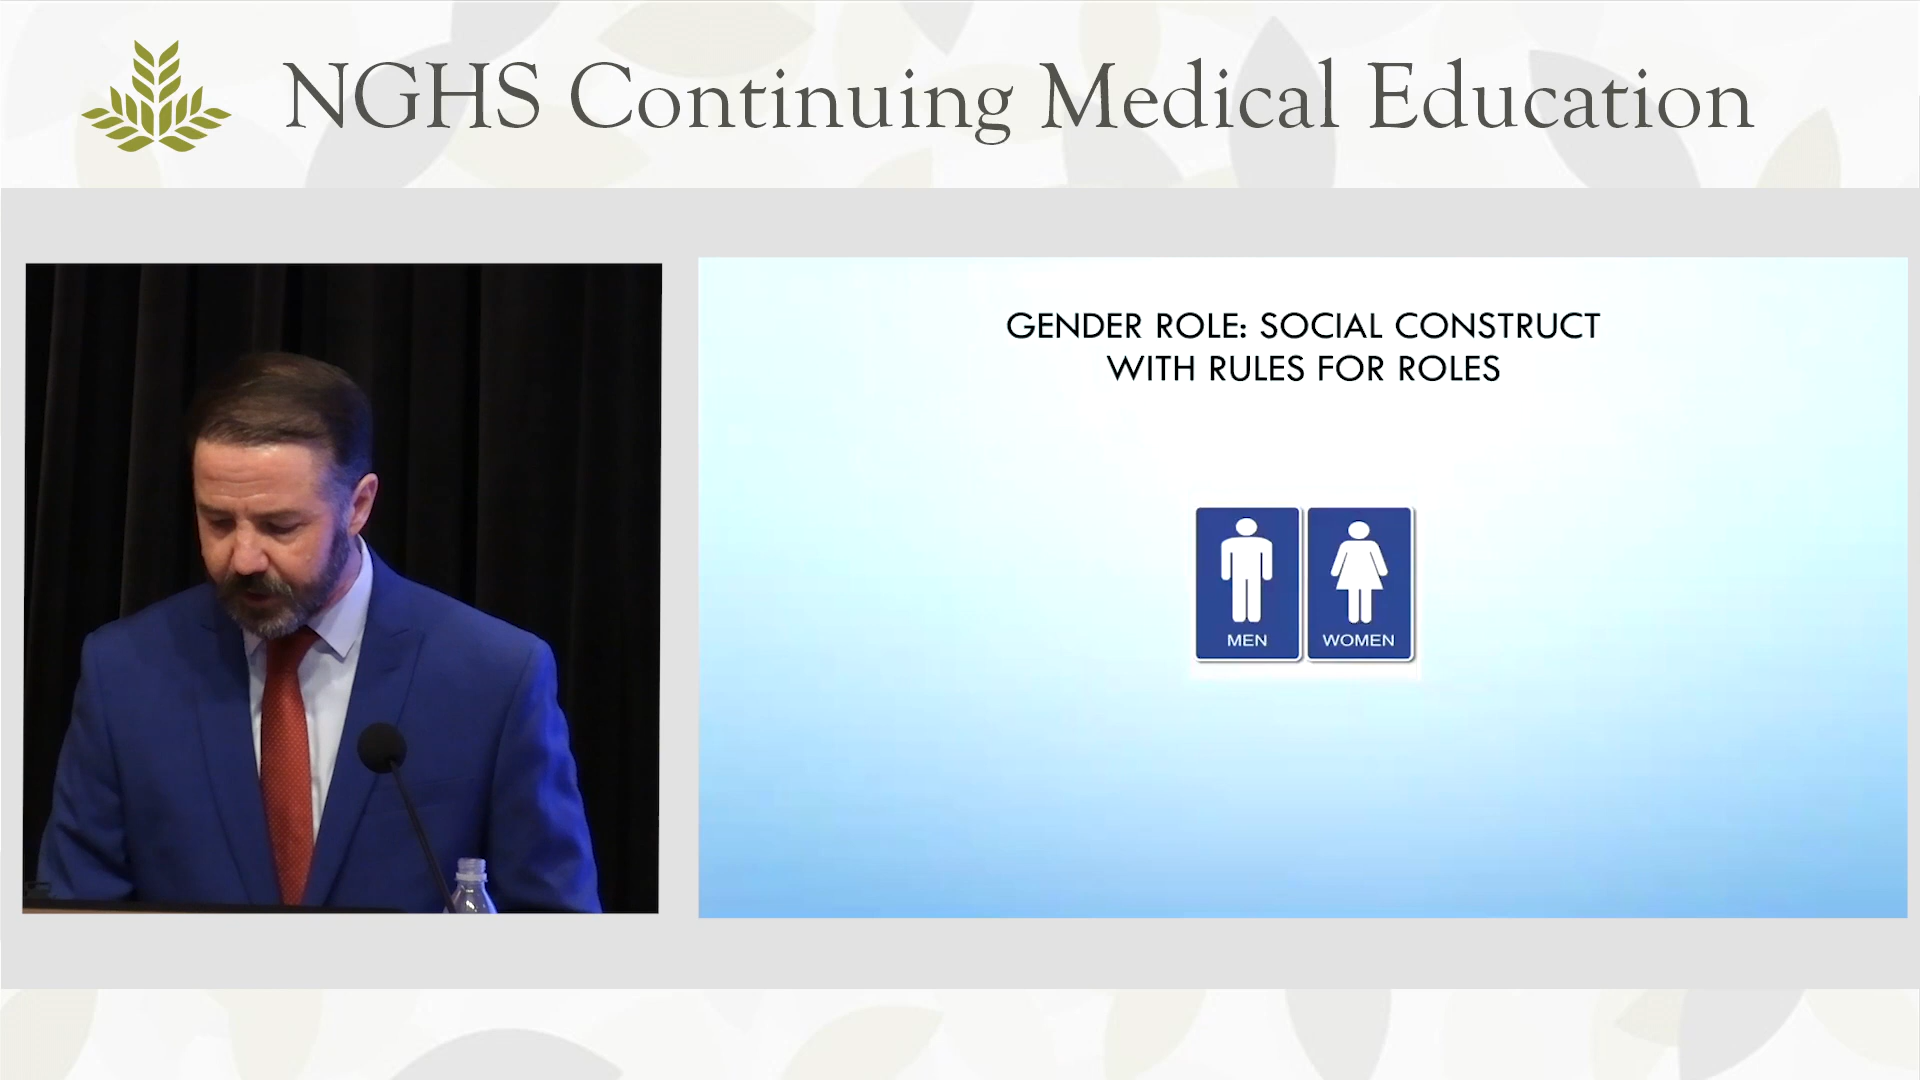 NGHS Continuing Medical Education
GENDER ROLE: SOCIAL CONSTRUCT
WITH RULES FOR ROLES
MEN
WOMEN